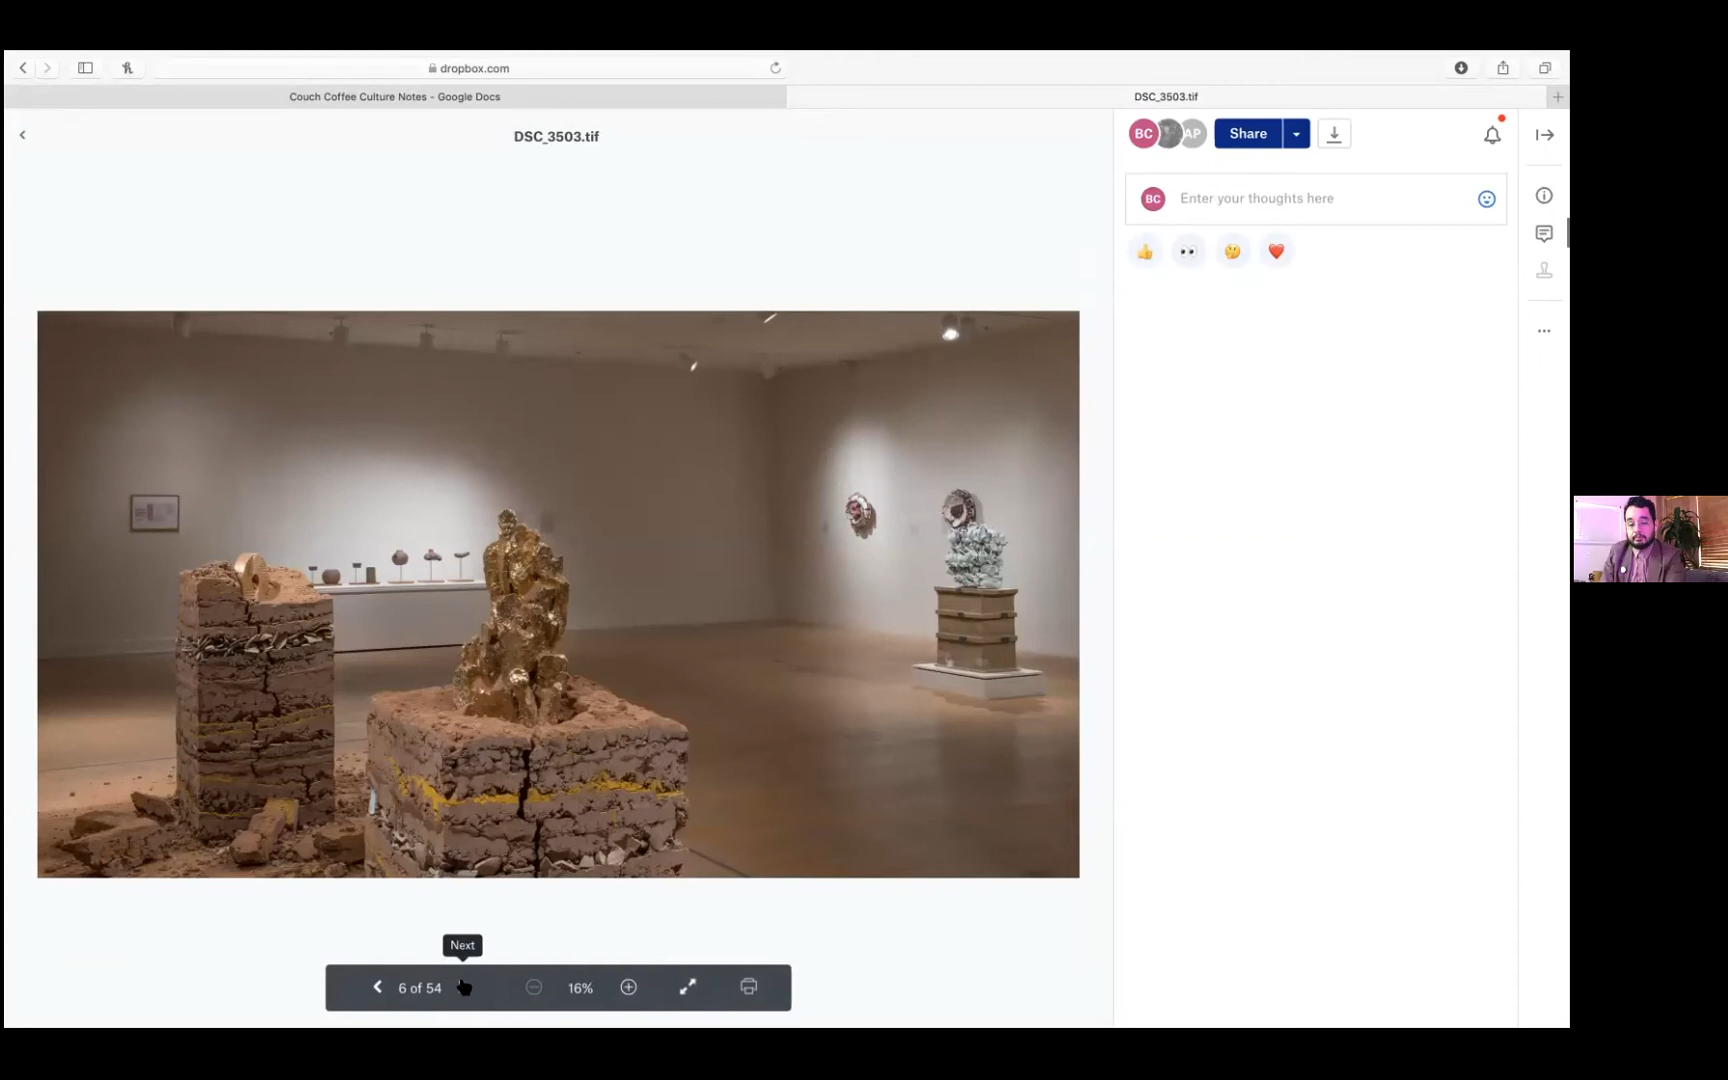 dropbox.com
Couch Coffee Culture Notes - Google Docs
DSC_3503.tif
DSC_3503.tif
BC
AP
Share
BC
Enter your thoughts here
Next
6 of 54
16%